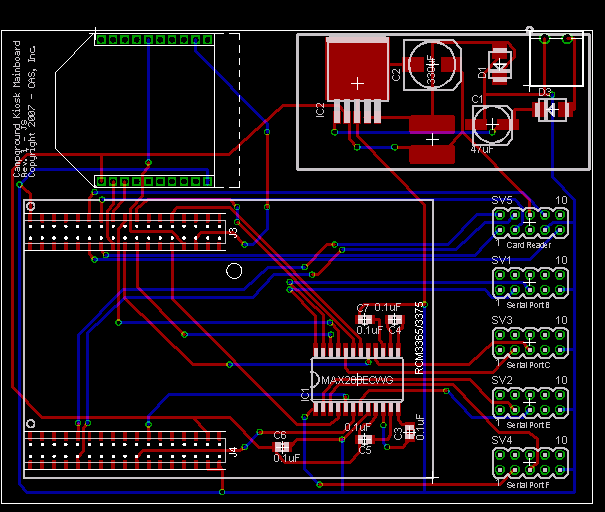 Campground Kiosk Mainboard
Rev. 1 JS
Copyright 2007 - CAS, Inc.
IC2
C2
330uF
D1
C1
47uF
D3
J3
J4
SV5 10
1 Card Reader
SV1 10
1 Serial Port B
SV3 10
1 Serial Port C
SV2 10
1 Serial Port E
SV4 10
1 Serial Port F
RCM3365/3375
C7 0.1uF
0.1uF C4
IC1
0.1uF
C3
0.1uF
C5
C6
0.1uF